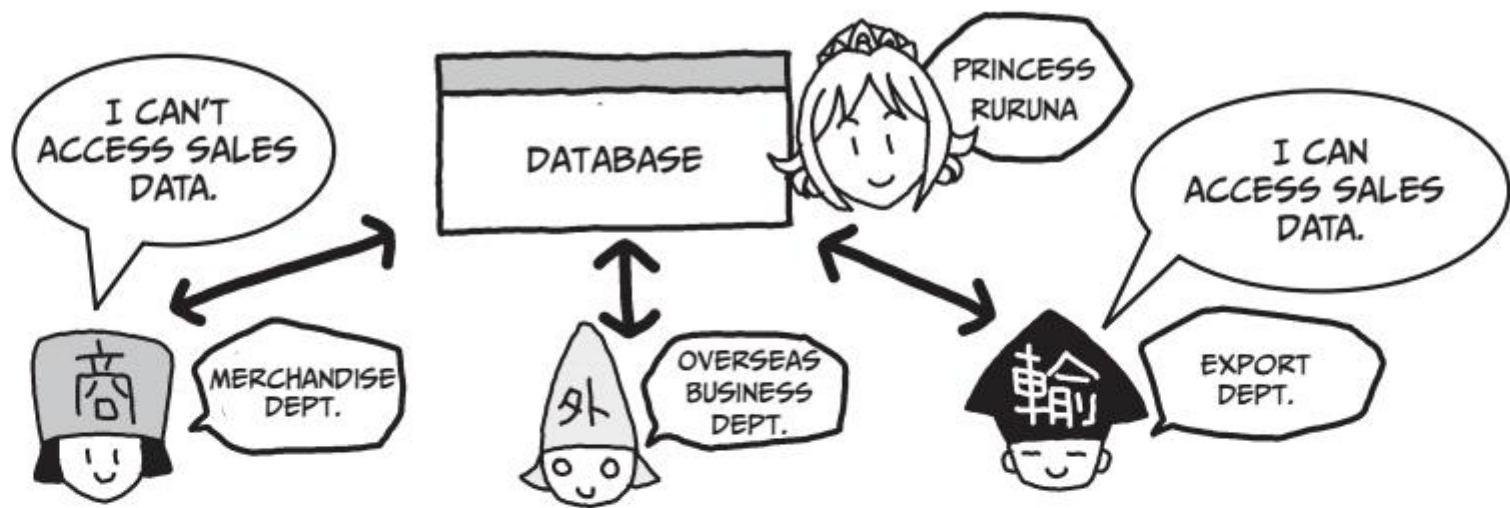 I CAN'T
ACCESS SALES
DATA.
DATABASE
PRINCESS
RURUNA
I CAN
ACCESS SALES
DATA.
商
MERCHANDISE
DEPT.
外
OVERSEAS
BUSINESS
DEPT.
輸
EXPORT
DEPT.